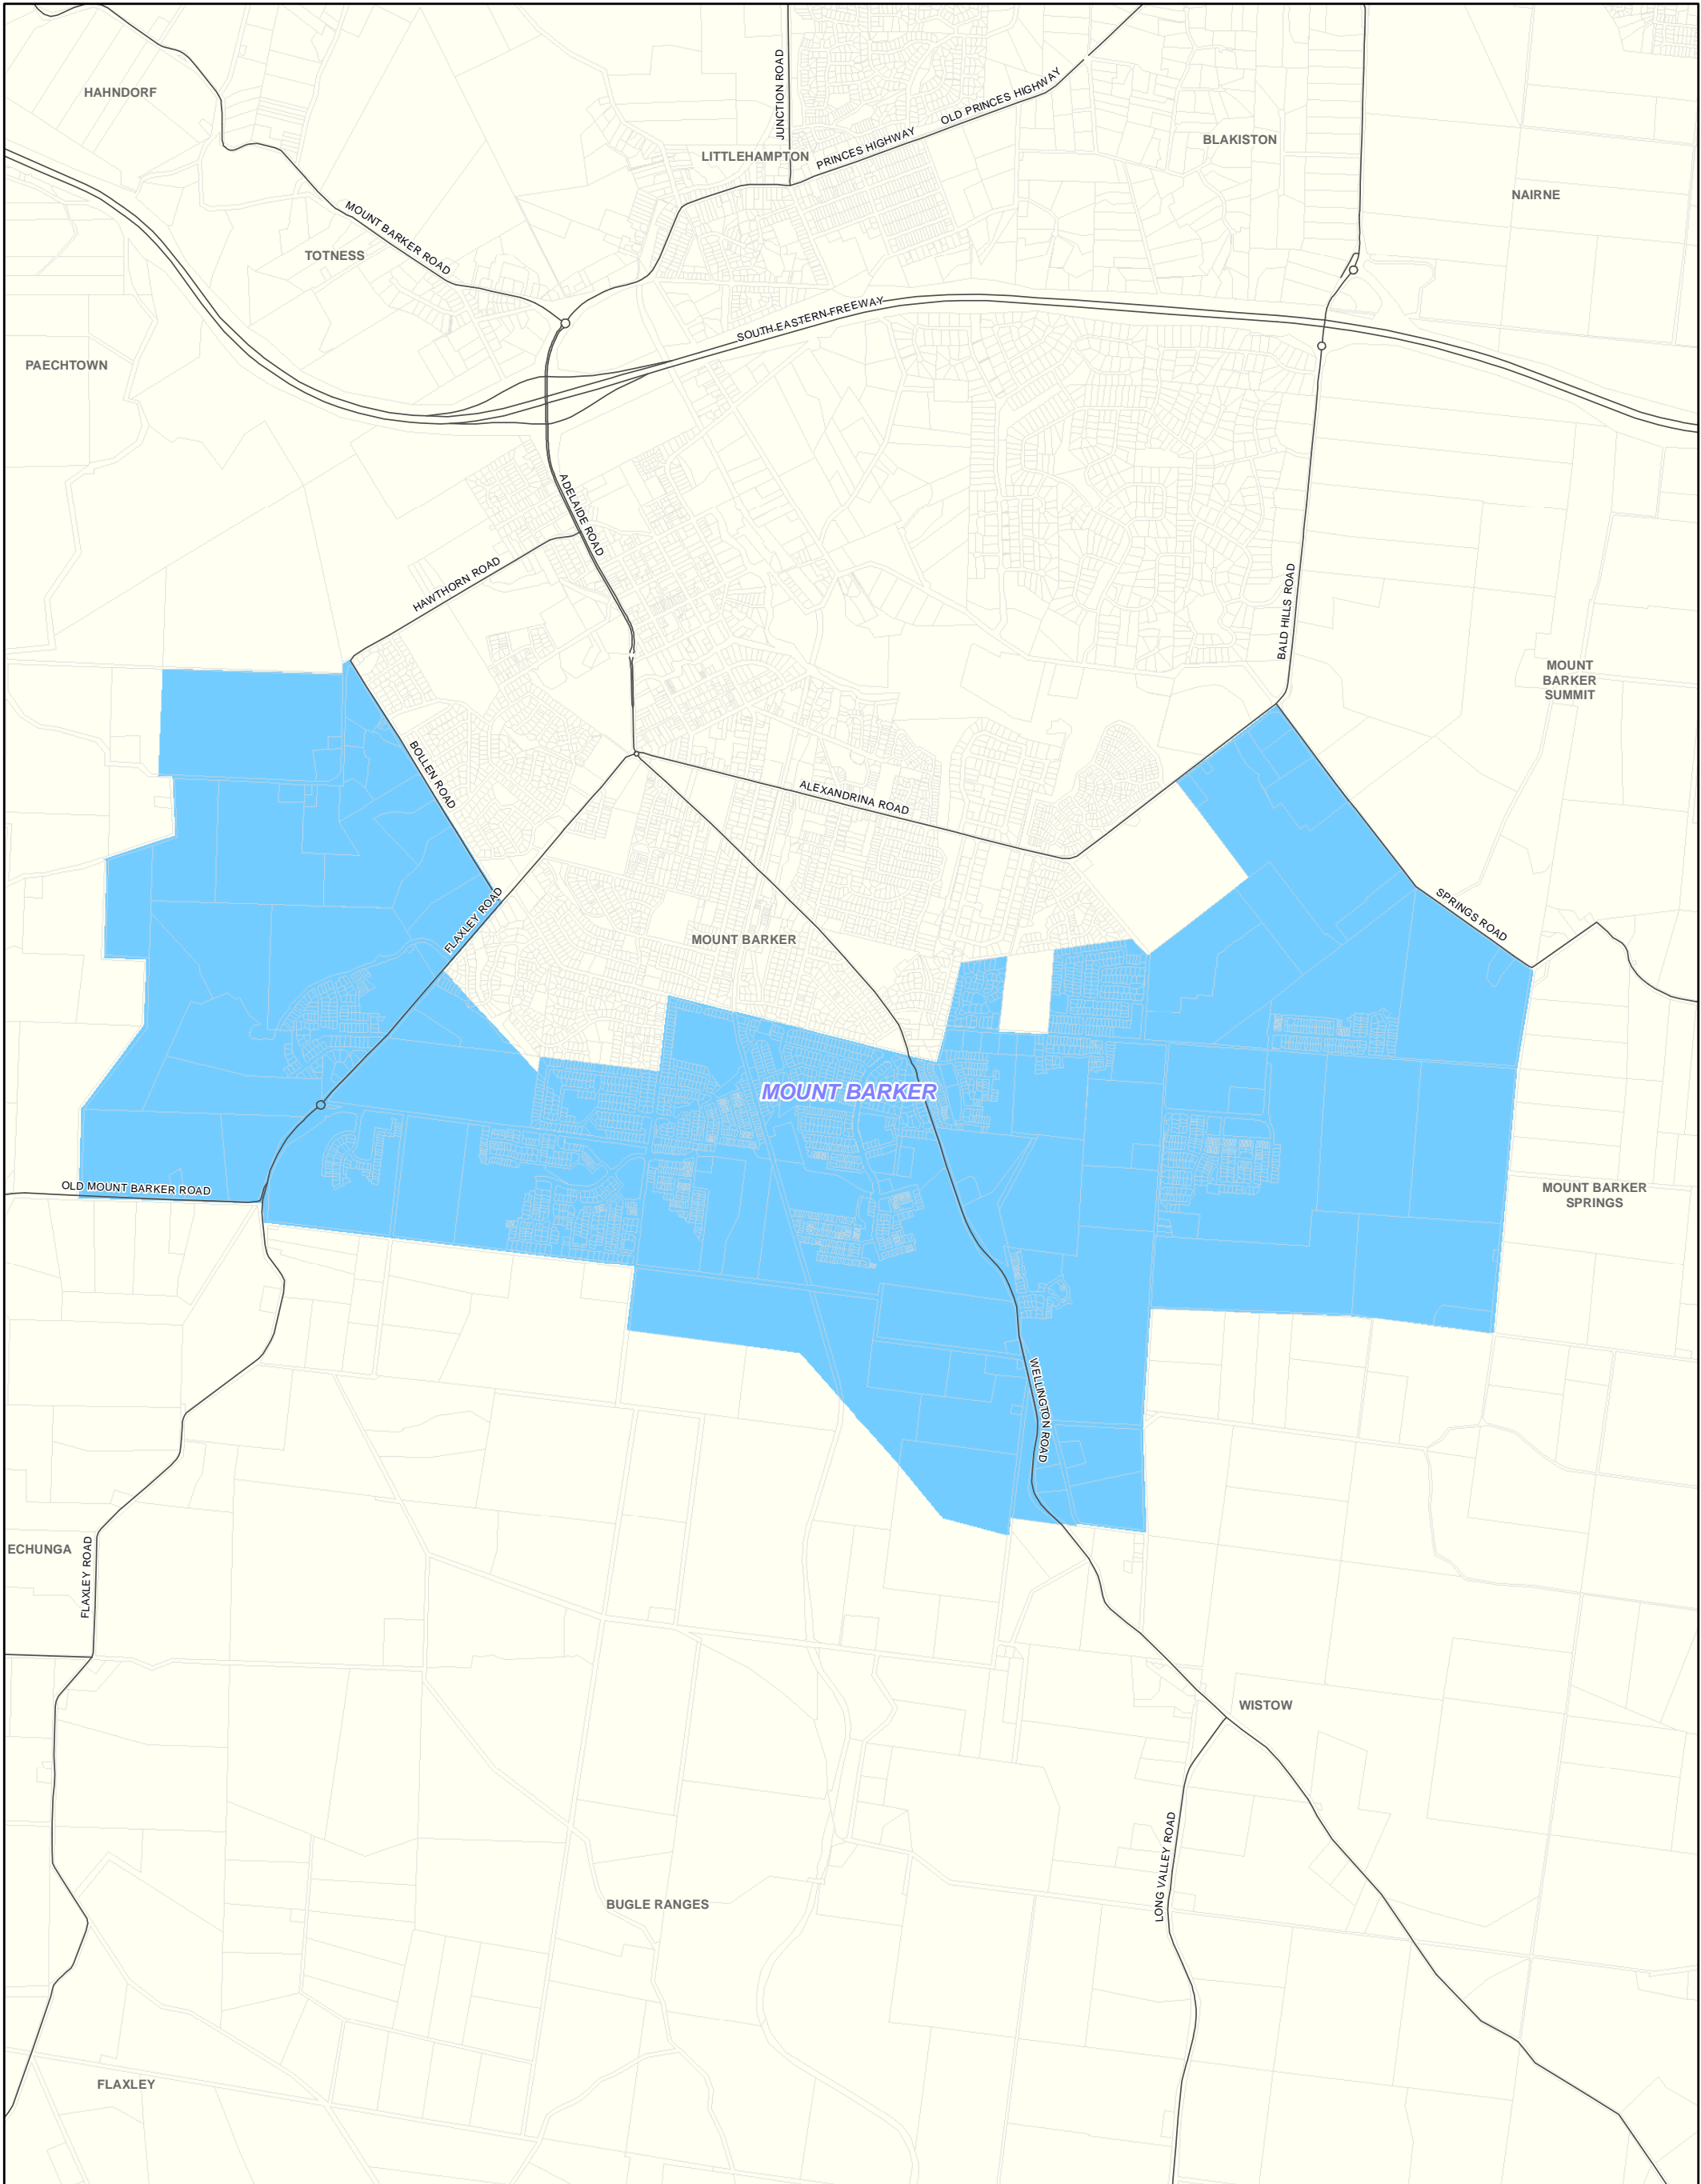 HAHNDORF
JUNCTION ROAD
OLD PRINCES HIGHWAY
PRINCES HIGHWAY
LITTLEHAMPTON
BLAKISTON
NAIRNE
MOUNT BARKER ROAD
TOTNESS
SOUTH EASTERN FREEWAY
PAECHTOWN
ADELAIDE ROAD
HAWTHORN ROAD
BALD HILLS ROAD
MOUNT
BARKER
SUMMIT
BOLLEN ROAD
ALEXANDRINA ROAD
FLAXLEY ROAD
MOUNT BARKER
SPRINGS ROAD
MOUNT BARKER
OLD MOUNT BARKER ROAD
MOUNT BARKER
SPRINGS
WELLINGTON ROAD
ECHUNGA
FLAXLEY ROAD
WISTOW
LONG VALLEY ROAD
BUGLE RANGES
FLAXLEY